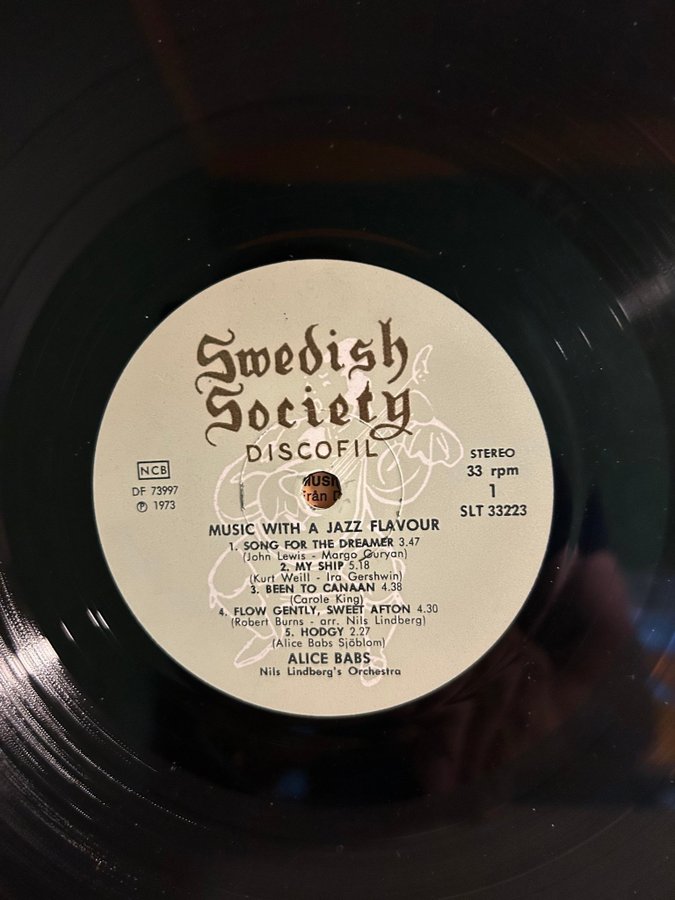 Swedish
Society
DISCOFIL
NCB
DF 73997
℗ 1973
STEREO
33 rpm
1
SLT 33223
MUSIC WITH A JAZZ FLAVOUR
1. SONG FOR THE DREAMER 3.47
(John Lewis - Margo Guryan)
2. MY SHIP 5.18
(Kurt Weill - Ira Gershwin)
3. BEEN TO CANAAN 4.38
(Carole King)
4. FLOW GENTLY, SWEET AFTON 4.30
(Robert Burns - arr. Nils Lindberg)
5. HODGY 2.27
(Alice Babs Sjöblom)
ALICE BABS
Nils Lindberg's Orchestra